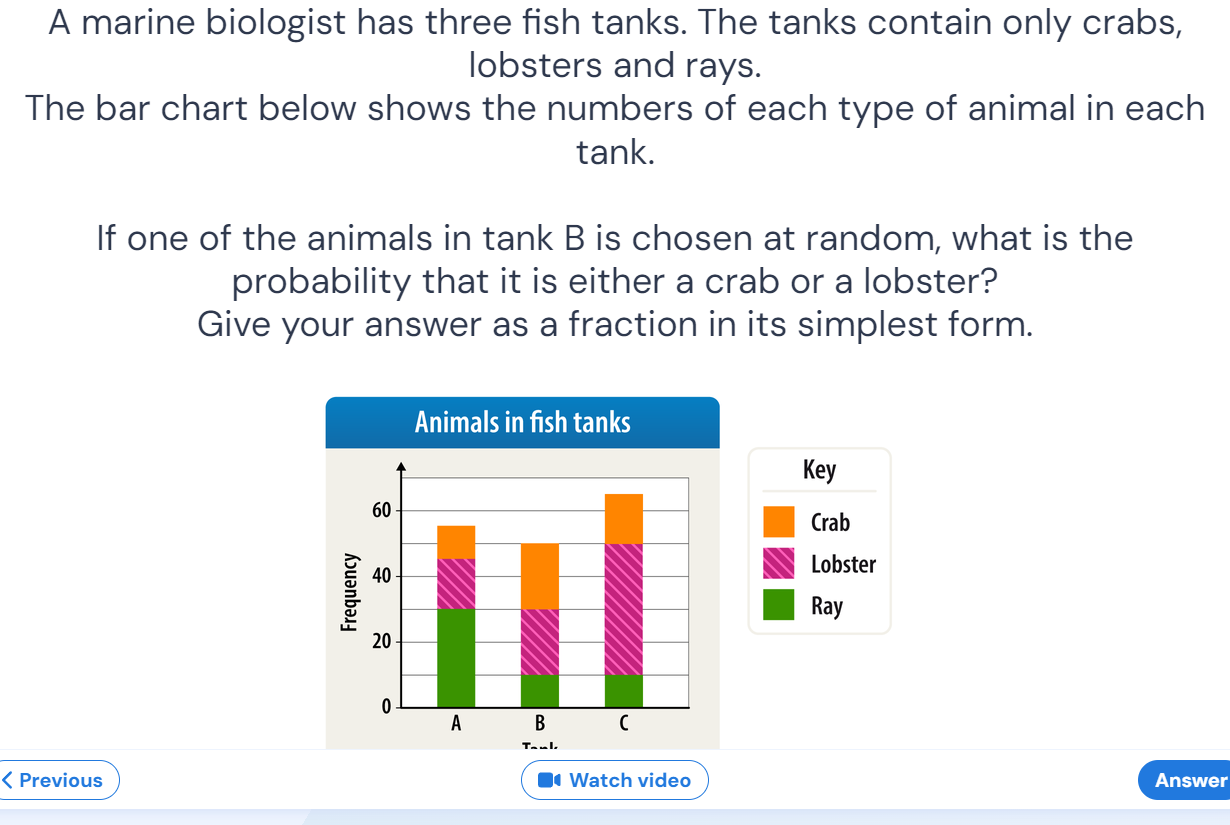 A marine biologist has three fish tanks. The tanks contain only crabs,
lobsters and rays.
The bar chart below shows the numbers of each type of animal in each
tank.
If one of the animals in tank B is chosen at random, what is the
probability that it is either a crab or a lobster?
Give your answer as a fraction in its simplest form.
Animals in fish tanks
Frequency
60
40
20
0
A B C
Tank
Key
Crab
Lobster
Ray
Previous
Watch video
Answer